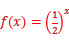 f(x) = (1/2)^x